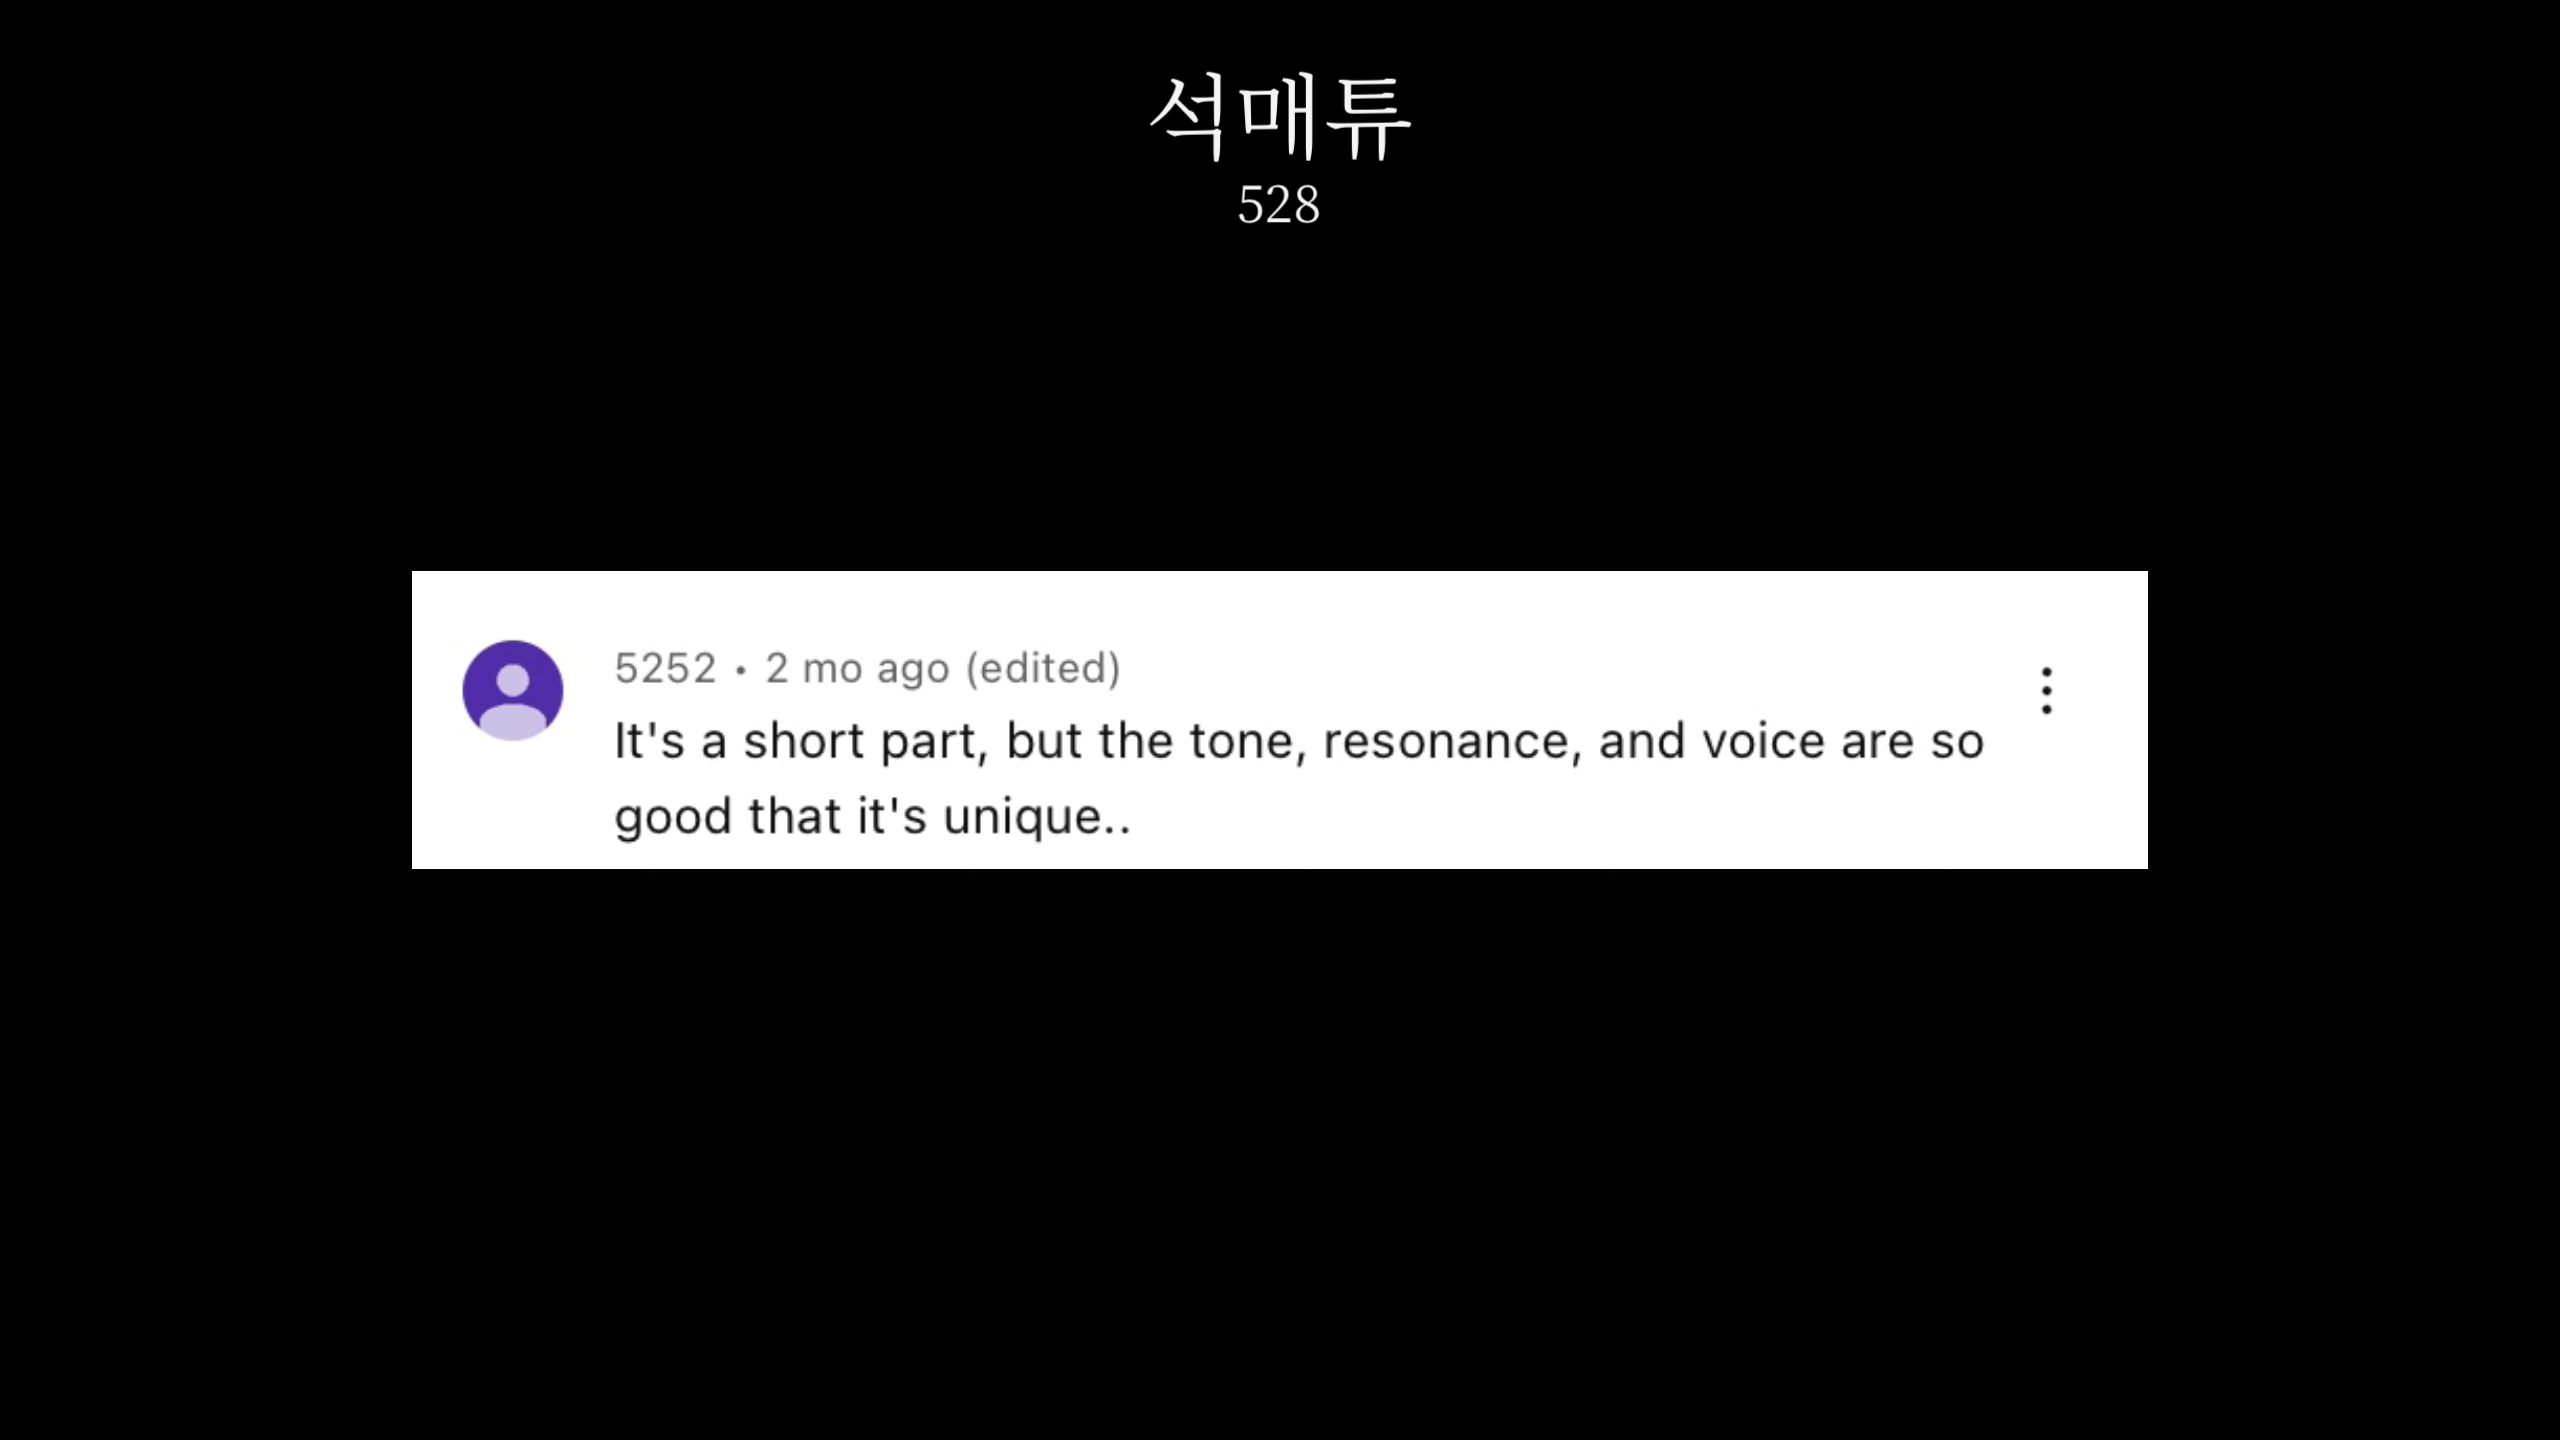 석매튜
528
5252 • 2 mo ago (edited)
It's a short part, but the tone, resonance, and voice are so
good that it's unique..